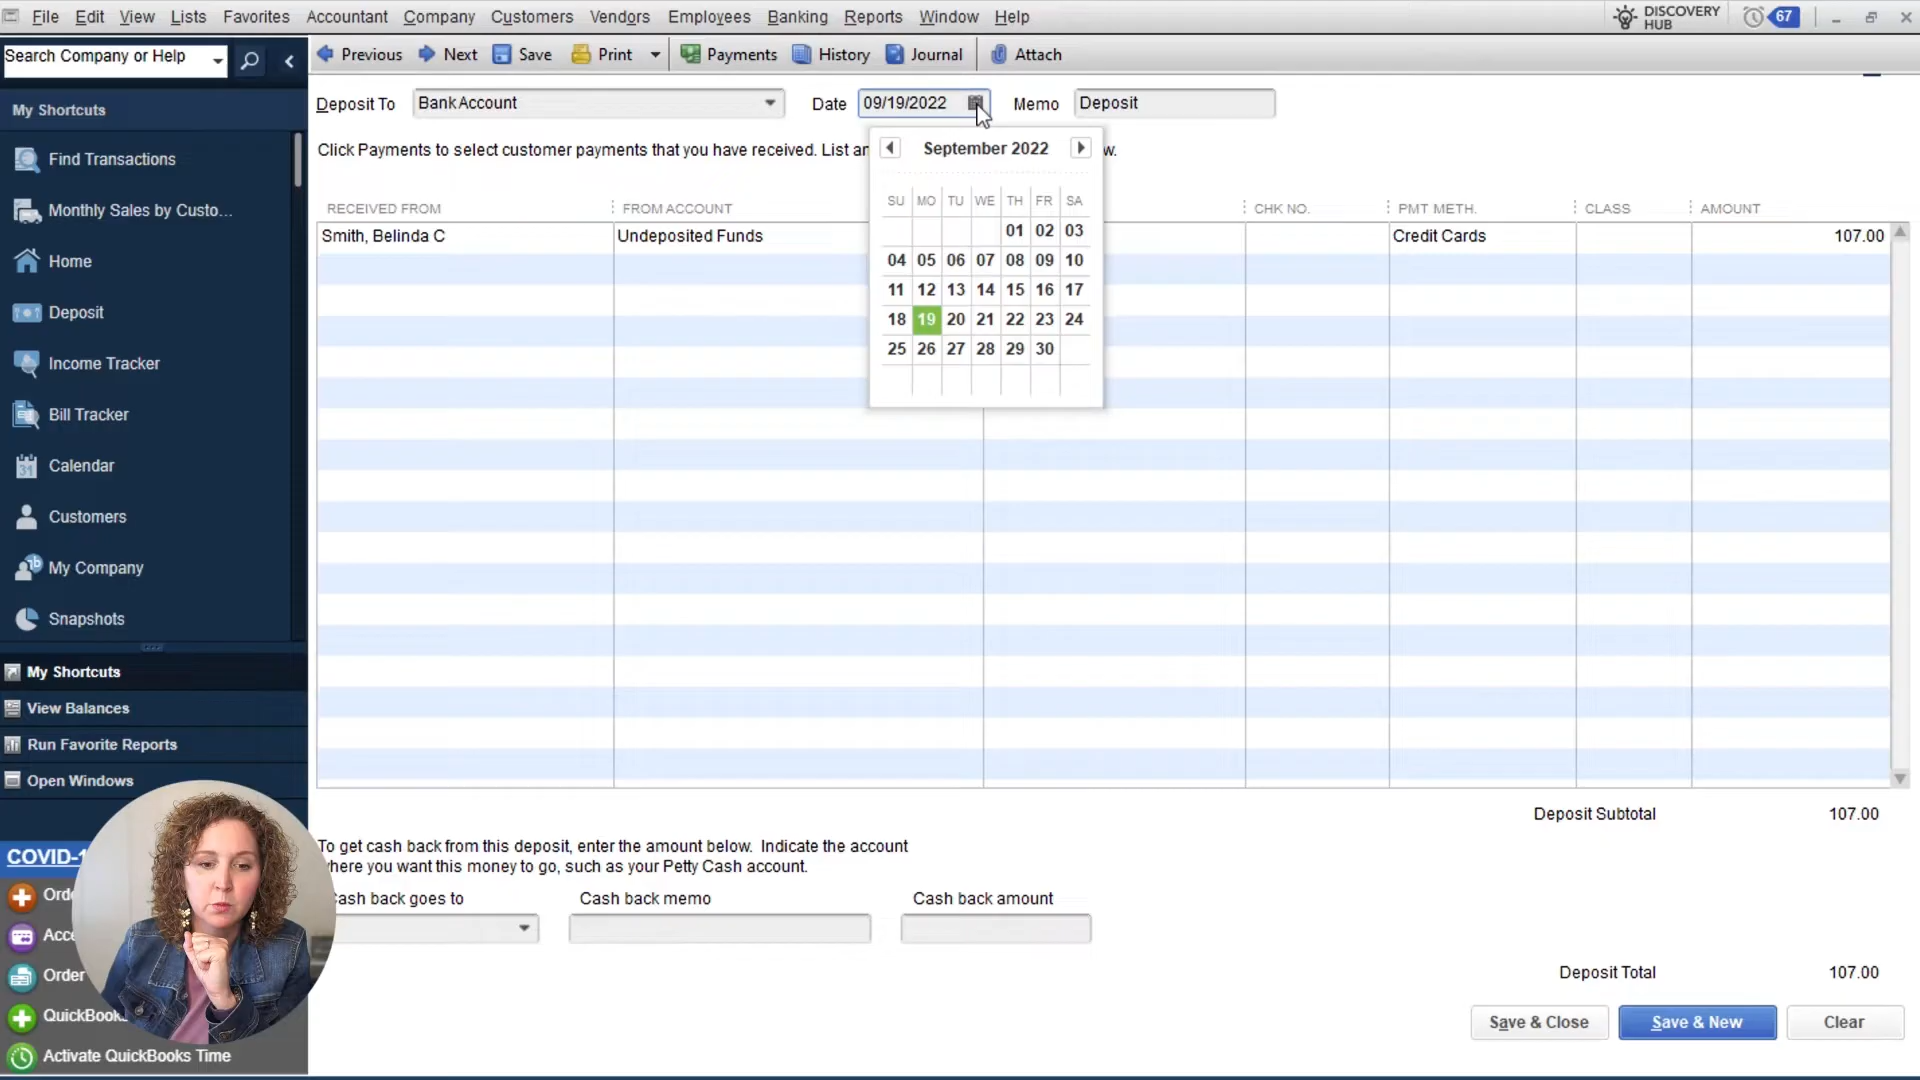 File Edit View Lists Favorites Accountant Company Customers Vendors Employees Banking Reports Window Help
DISCOVERY
HUB
67
Search Company or Help
Previous Next Save Print Payments History Journal Attach
My Shortcuts
Find Transactions
Monthly Sales by Custo...
Home
Deposit
Income Tracker
Bill Tracker
Calendar
31
Customers
My Company
Snapshots
My Shortcuts
View Balances
Run Favorite Reports
Open Windows
COVID-1
Orde
Acce
Order
QuickBooks
Activate QuickBooks Time
Deposit To Bank Account Date 09/19/2022 Memo Deposit
Click Payments to select customer payments that you have received. List an w.
September 2022
SU MO TU WE TH FR SA
01 02 03
04 05 06 07 08 09 10
11 12 13 14 15 16 17
18 19 20 21 22 23 24
25 26 27 28 29 30
RECEIVED FROM FROM ACCOUNT CHK NO. PMT METH. CLASS AMOUNT
Smith, Belinda C Undeposited Funds Credit Cards 107.00
Deposit Subtotal 107.00
To get cash back from this deposit, enter the amount below. Indicate the account
where you want this money to go, such as your Petty Cash account.
Cash back goes to Cash back memo Cash back amount
Deposit Total 107.00
Save & Close Save & New Clear